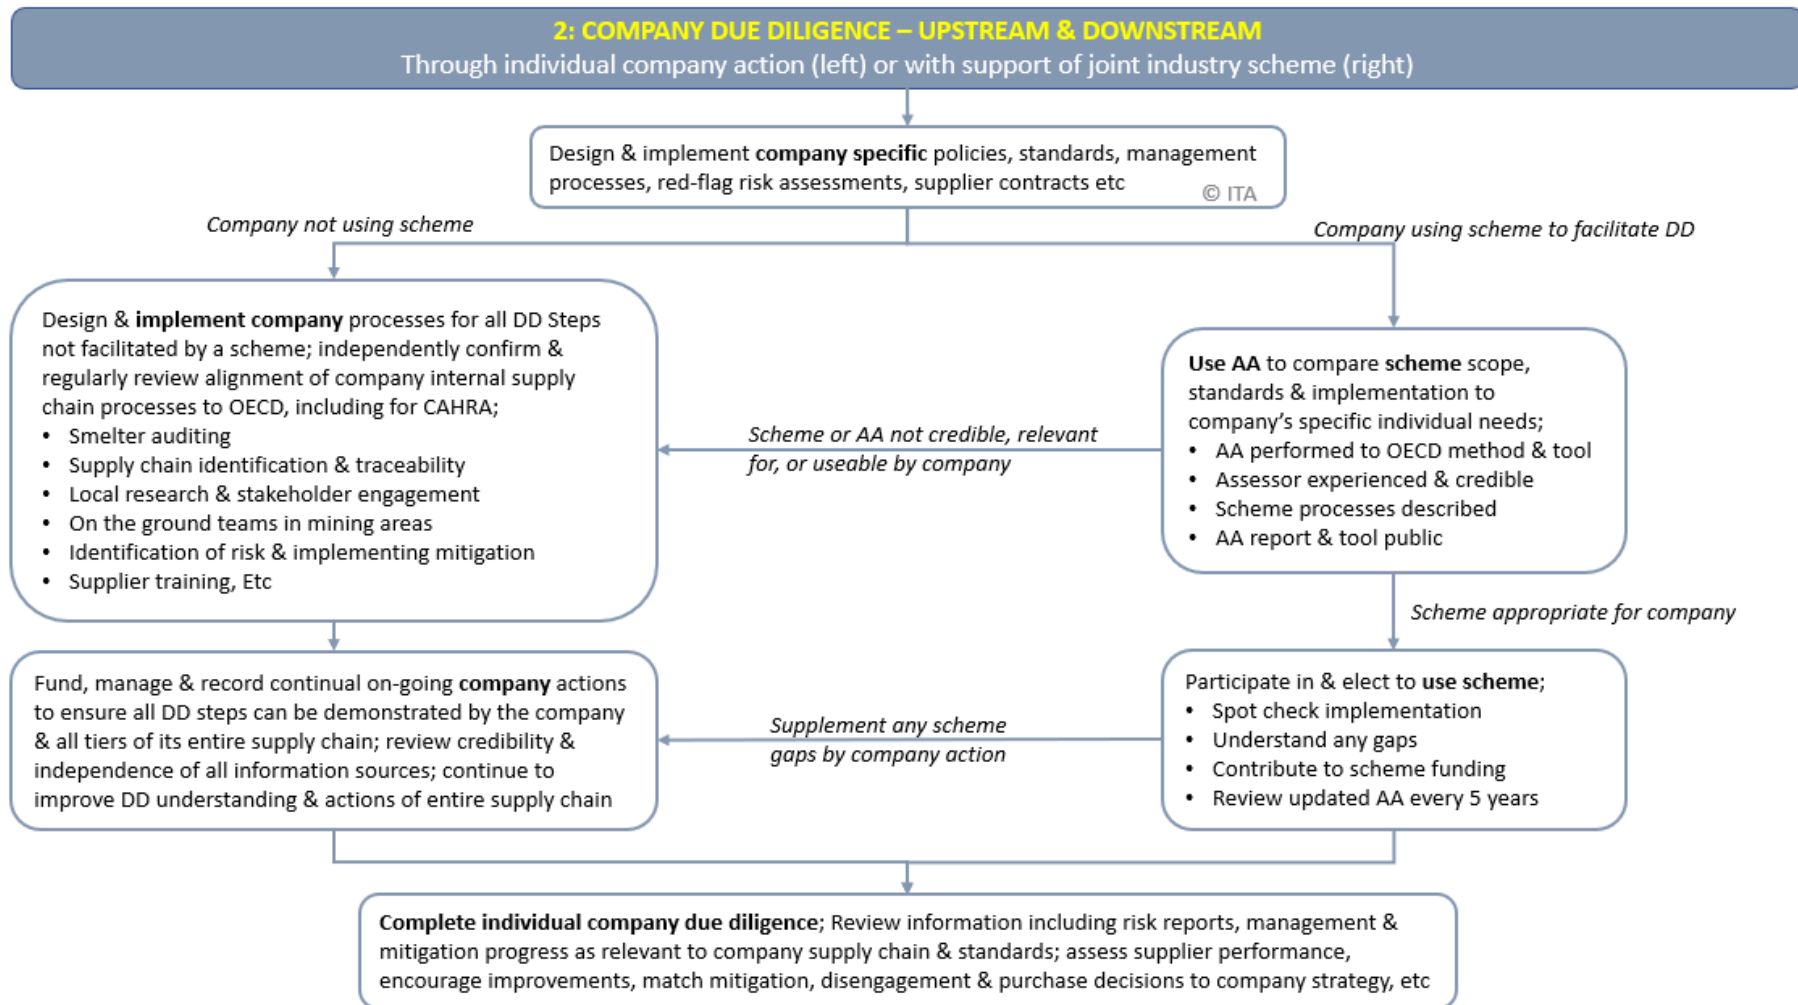 2: COMPANY DUE DILIGENCE – UPSTREAM & DOWNSTREAM
Through individual company action (left) or with support of joint industry scheme (right)
Design & implement company specific policies, standards, management
processes, red-flag risk assessments, supplier contracts etc
© ITA
Company not using scheme
Company using scheme to facilitate DD
Design & implement company processes for all DD Steps
not facilitated by a scheme; independently confirm &
regularly review alignment of company internal supply
chain processes to OECD, including for CAHRA;
• Smelter auditing
• Supply chain identification & traceability
• Local research & stakeholder engagement
• On the ground teams in mining areas
• Identification of risk & implementing mitigation
• Supplier training, Etc
Scheme or AA not credible, relevant
for, or useable by company
Use AA to compare scheme scope,
standards & implementation to
company's specific individual needs;
• AA performed to OECD method & tool
• Assessor experienced & credible
• Scheme processes described
• AA report & tool public
Scheme appropriate for company
Fund, manage & record continual on-going company actions
to ensure all DD steps can be demonstrated by the company
& all tiers of its entire supply chain; review credibility &
independence of all information sources; continue to
improve DD understanding & actions of entire supply chain
Supplement any scheme
gaps by company action
Participate in & elect to use scheme;
• Spot check implementation
• Understand any gaps
• Contribute to scheme funding
• Review updated AA every 5 years
Complete individual company due diligence; Review information including risk reports, management &
mitigation progress as relevant to company supply chain & standards; assess supplier performance,
encourage improvements, match mitigation, disengagement & purchase decisions to company strategy, etc